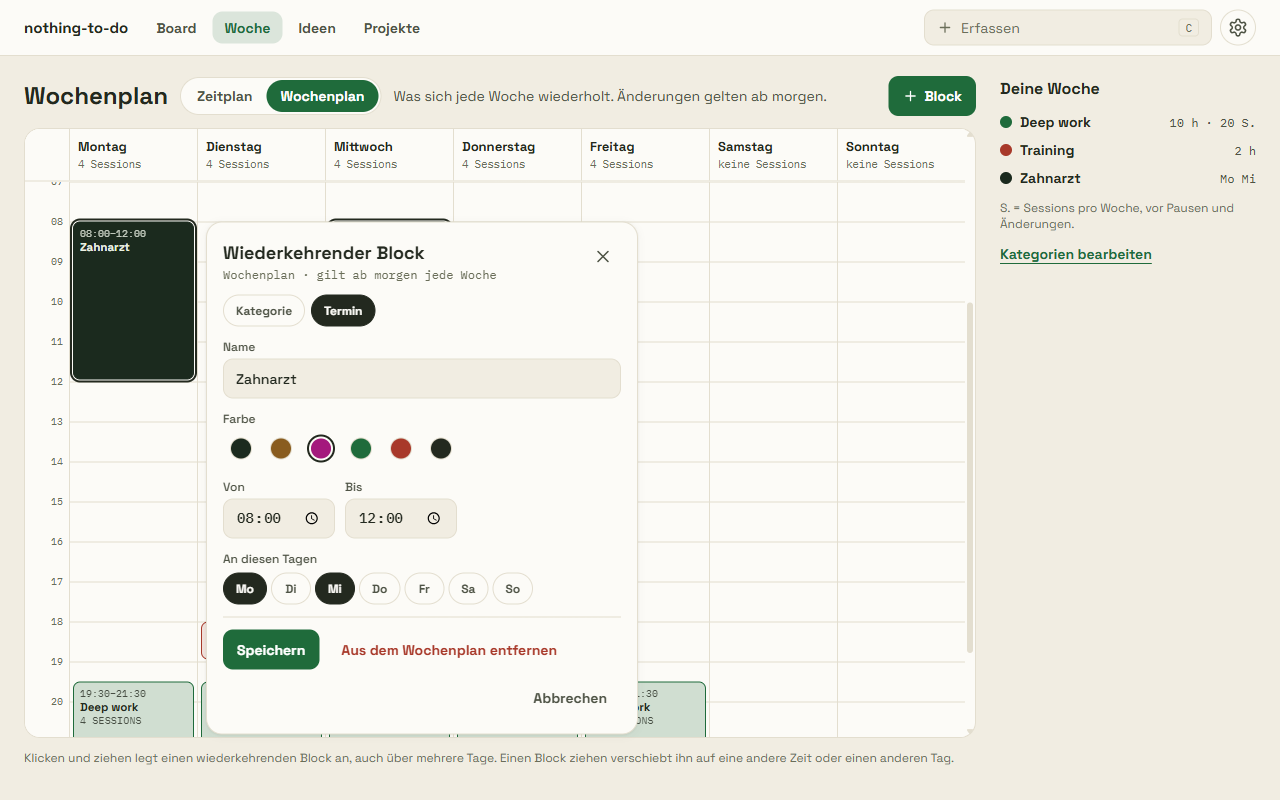 nothing-to-do Board Woche Ideen Projekte Erfassen C
Wochenplan Zeitplan Wochenplan Was sich jede Woche wiederholt. Änderungen gelten ab morgen. + Block
Montag Dienstag Mittwoch Donnerstag Freitag Samstag Sonntag
4 Sessions 4 Sessions 4 Sessions 4 Sessions 4 Sessions keine Sessions keine Sessions
07
08
09
10
11
12
13
14
15
16
17
18
19
20
08:00–12:00
Zahnarzt
Wiederkehrender Block
Wochenplan · gilt ab morgen jede Woche
Kategorie Termin
Name
Zahnarzt
Farbe
Von Bis
08:00 12:00
An diesen Tagen
Mo Di Mi Do Fr Sa So
Speichern Aus dem Wochenplan entfernen
Abbrechen
19:30–21:30
Deep work
4 SESSIONS
Deine Woche
Deep work 10 h · 20 S.
Training 2 h
Zahnarzt Mo Mi
S. = Sessions pro Woche, vor Pausen und
Änderungen.
Kategorien bearbeiten
Klicken und ziehen legt einen wiederkehrenden Block an, auch über mehrere Tage. Einen Block ziehen verschiebt ihn auf eine andere Zeit oder einen anderen Tag.